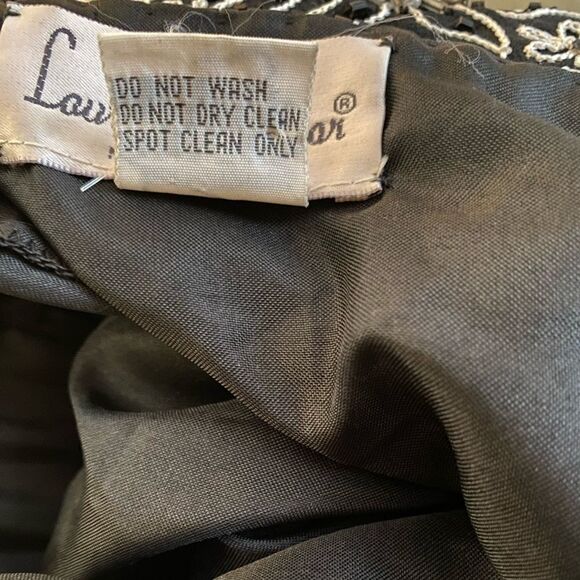 DO NOT WASH
DO NOT DRY CLEAN
SPOT CLEAN ONLY
®